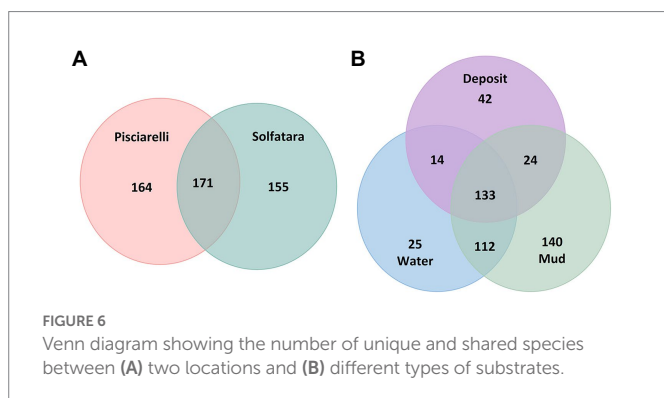 A
B
Pisciarelli
Solfatara
164
171
155
Deposit
42
14
24
133
25
Water
112
140
Mud
FIGURE 6
Venn diagram showing the number of unique and shared species
between (A) two locations and (B) different types of substrates.